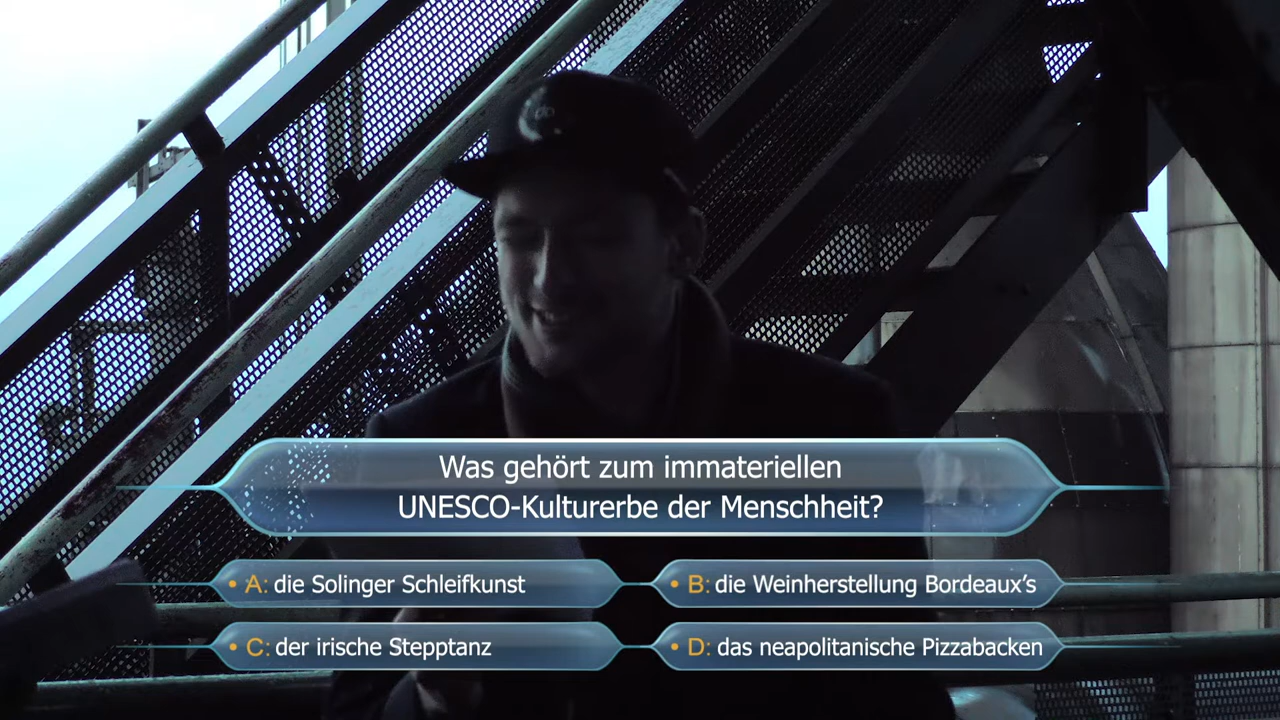 Was gehört zum immateriellen
UNESCO-Kulturerbe der Menschheit?
• A: die Solinger Schleifkunst
• B: die Weinherstellung Bordeaux’s
• C: der irische Stepptanz
• D: das neapolitanische Pizzabacken